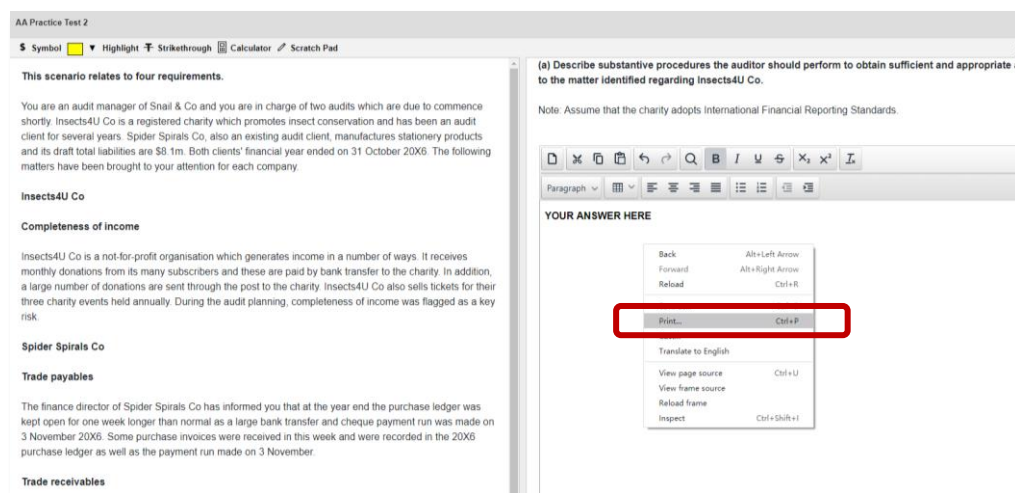 AA Practice Test 2
$ Symbol ▼ Highlight T Strikethrough Calculator Scratch Pad
This scenario relates to four requirements.
You are an audit manager of Snail & Co and you are in charge of two audits which are due to commence
shortly. Insects4U Co is a registered charity which promotes insect conservation and has been an audit
client for several years. Spider Spirals Co, also an existing audit client, manufactures stationery products
and its draft total liabilities are $8.1m. Both clients' financial year ended on 31 October 20X6. The following
matters have been brought to your attention for each company.
Insects4U Co
Completeness of income
Insects4U Co is a not-for-profit organisation which generates income in a number of ways. It receives
monthly donations from its many subscribers and these are paid by bank transfer to the charity. In addition,
a large number of donations are sent through the post to the charity. Insects4U Co also sells tickets for their
three charity events held annually. During the audit planning, completeness of income was flagged as a key
risk.
Spider Spirals Co
Trade payables
The finance director of Spider Spirals Co has informed you that at the year end the purchase ledger was
kept open for one week longer than normal as a large bank transfer and cheque payment run was made on
3 November 20X6. Some purchase invoices were received in this week and were recorded in the 20X6
purchase ledger as well as the payment run made on 3 November.
Trade receivables
(a) Describe substantive procedures the auditor should perform to obtain sufficient and appropriate
to the matter identified regarding Insects4U Co.
Note: Assume that the charity adopts International Financial Reporting Standards.
B I U S X₂ X² Tx
Paragraph
YOUR ANSWER HERE
Back Alt+Left Arrow
Forward Alt+Right Arrow
Reload Ctrl+R
Print... Ctrl+P
Translate to English
View page source Ctrl+U
View frame source
Reload frame
Inspect Ctrl+Shift+I